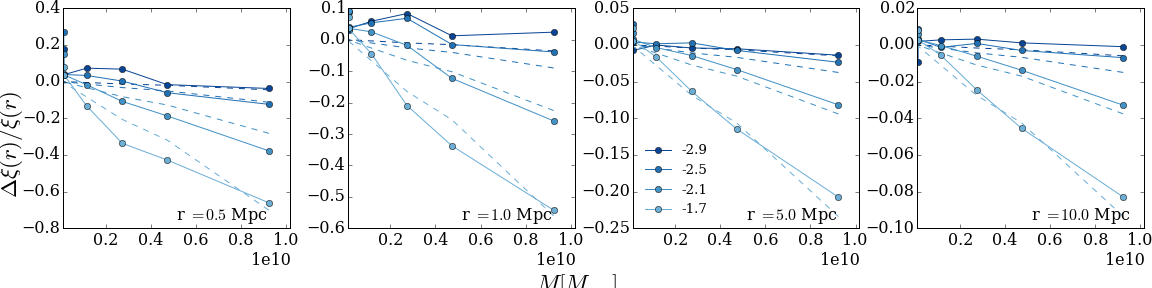 0.4 0.2 0.0 −0.2 −0.4 −0.6 −0.8
Δξ(r)/ξ(r)
r =0.5 Mpc
0.2 0.4 0.6 0.8 1.0
1e10
0.1 0.0 −0.1 −0.2 −0.3 −0.4 −0.5 −0.6
r =1.0 Mpc
0.2 0.4 0.6 0.8 1.0
1e10
0.05 0.00 −0.05 −0.10 −0.15 −0.20 −0.25
-2.9
-2.5
-2.1
-1.7
r =5.0 Mpc
0.2 0.4 0.6 0.8 1.0
1e10
0.02 0.00 −0.02 −0.04 −0.06 −0.08 −0.10
r =10.0 Mpc
0.2 0.4 0.6 0.8 1.0
1e10
M[M